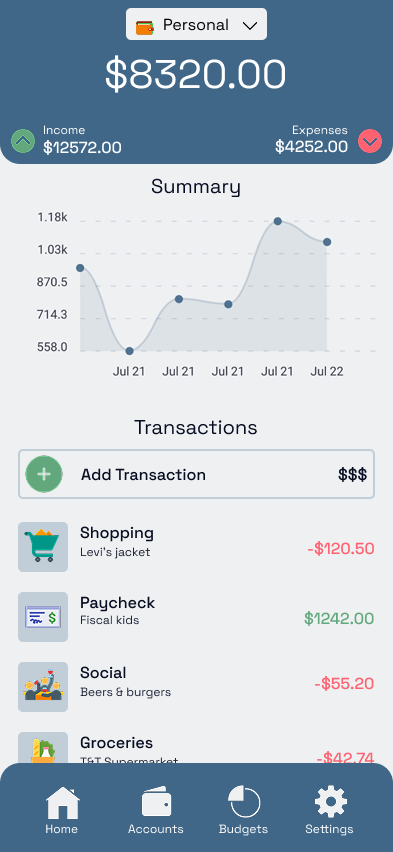 Personal
$8320.00
Income
$12572.00
Expenses
$4252.00
Summary
1.18k
1.03k
870.5
714.3
558.0
Jul 21 Jul 21 Jul 21 Jul 21 Jul 22
Transactions
Add Transaction $$$
Shopping
Levi's jacket
-$120.50
Paycheck
Fiscal kids
$1242.00
Social
Beers & burgers
-$55.20
Groceries
T&T Supermarket
-$42.74
Home Accounts Budgets Settings